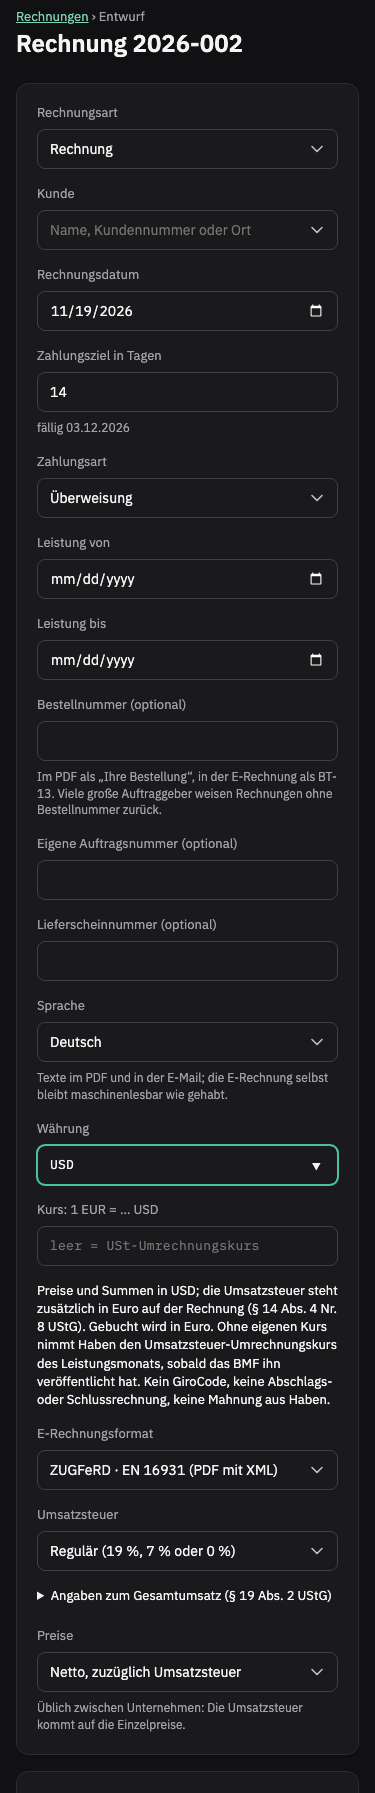 Rechnungen › Entwurf
Rechnung 2026-002
Rechnungsart
Rechnung
Kunde
Name, Kundennummer oder Ort
Rechnungsdatum
11/19/2026
Zahlungsziel in Tagen
14
fällig 03.12.2026
Zahlungsart
Überweisung
Leistung von
mm/dd/yyyy
Leistung bis
mm/dd/yyyy
Bestellnummer (optional)
Im PDF als „Ihre Bestellung“, in der E-Rechnung als BT-
13. Viele große Auftraggeber weisen Rechnungen ohne
Bestellnummer zurück.
Eigene Auftragsnummer (optional)
Lieferscheinnummer (optional)
Sprache
Deutsch
Texte im PDF und in der E-Mail; die E-Rechnung selbst
bleibt maschinenlesbar wie gehabt.
Währung
USD
Kurs: 1 EUR = … USD
leer = USt-Umrechnungskurs
Preise und Summen in USD; die Umsatzsteuer steht
zusätzlich in Euro auf der Rechnung (§ 14 Abs. 4 Nr.
8 UStG). Gebucht wird in Euro. Ohne eigenen Kurs
nimmt Haben den Umsatzsteuer-Umrechnungskurs
des Leistungsmonats, sobald das BMF ihn
veröffentlicht hat. Kein GiroCode, keine Abschlags-
oder Schlussrechnung, keine Mahnung aus Haben.
E-Rechnungsformat
ZUGFeRD · EN 16931 (PDF mit XML)
Umsatzsteuer
Regulär (19 %, 7 % oder 0 %)
Angaben zum Gesamtumsatz (§ 19 Abs. 2 UStG)
Preise
Netto, zuzüglich Umsatzsteuer
Üblich zwischen Unternehmen: Die Umsatzsteuer
kommt auf die Einzelpreise.